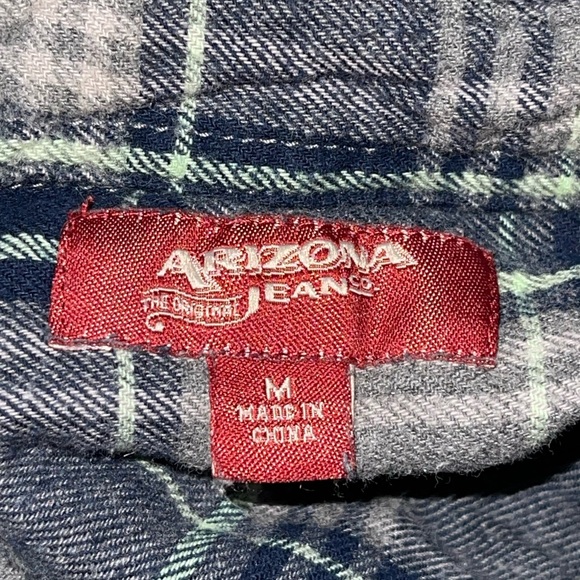 ARIZONA
THE ORIGINAL JEAN CO
M
MADE IN
CHINA